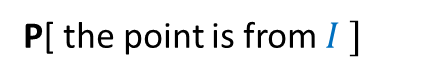 P[ the point is from I ]